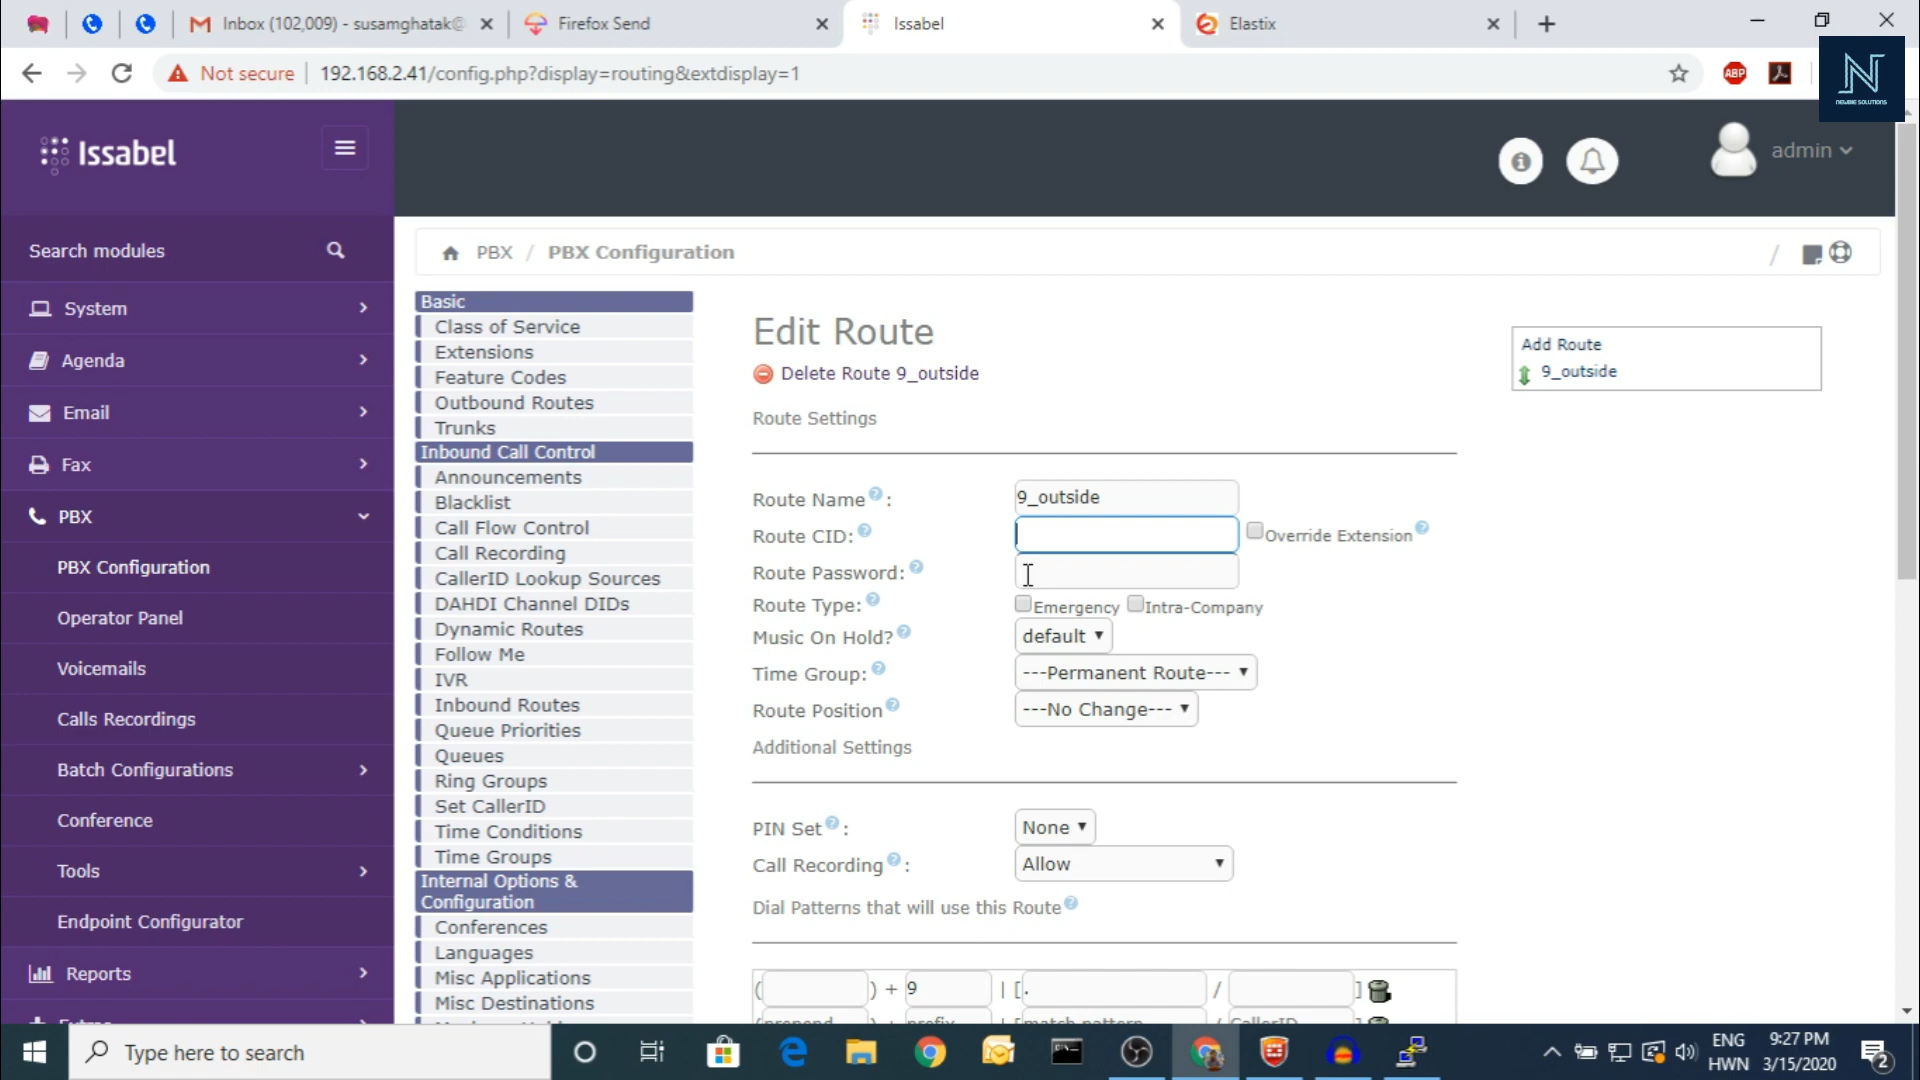 Inbox (102,009) - susamghatak@
Firefox Send
Issabel
Elastix
Not secure
192.168.2.41/config.php?display=routing&extdisplay=1
ABP
N
NEWBIE SOLUTIONS
Issabel
admin
Search modules
System
Agenda
Email
Fax
PBX
PBX Configuration
Operator Panel
Voicemails
Calls Recordings
Batch Configurations
Conference
Tools
Endpoint Configurator
Reports
PBX / PBX Configuration /
Basic
Class of Service
Extensions
Feature Codes
Outbound Routes
Trunks
Inbound Call Control
Announcements
Blacklist
Call Flow Control
Call Recording
CallerID Lookup Sources
DAHDI Channel DIDs
Dynamic Routes
Follow Me
IVR
Inbound Routes
Queue Priorities
Queues
Ring Groups
Set CallerID
Time Conditions
Time Groups
Internal Options &
Configuration
Conferences
Languages
Misc Applications
Misc Destinations
Edit Route
Delete Route 9_outside
Route Settings
Route Name? : 9_outside
Route CID: ? Override Extension?
Route Password: ?
Route Type: ? Emergency Intra-Company
Music On Hold? ? default
Time Group: ? ---Permanent Route---
Route Position? ---No Change---
Additional Settings
PIN Set? : None
Call Recording? : Allow
Dial Patterns that will use this Route?
( ) + 9 | [. / ]
(prepend ) + prefix | [match pattern / CallerID ]
Add Route
9_outside
Type here to search
ENG
HWN
9:27 PM
3/15/2020
2